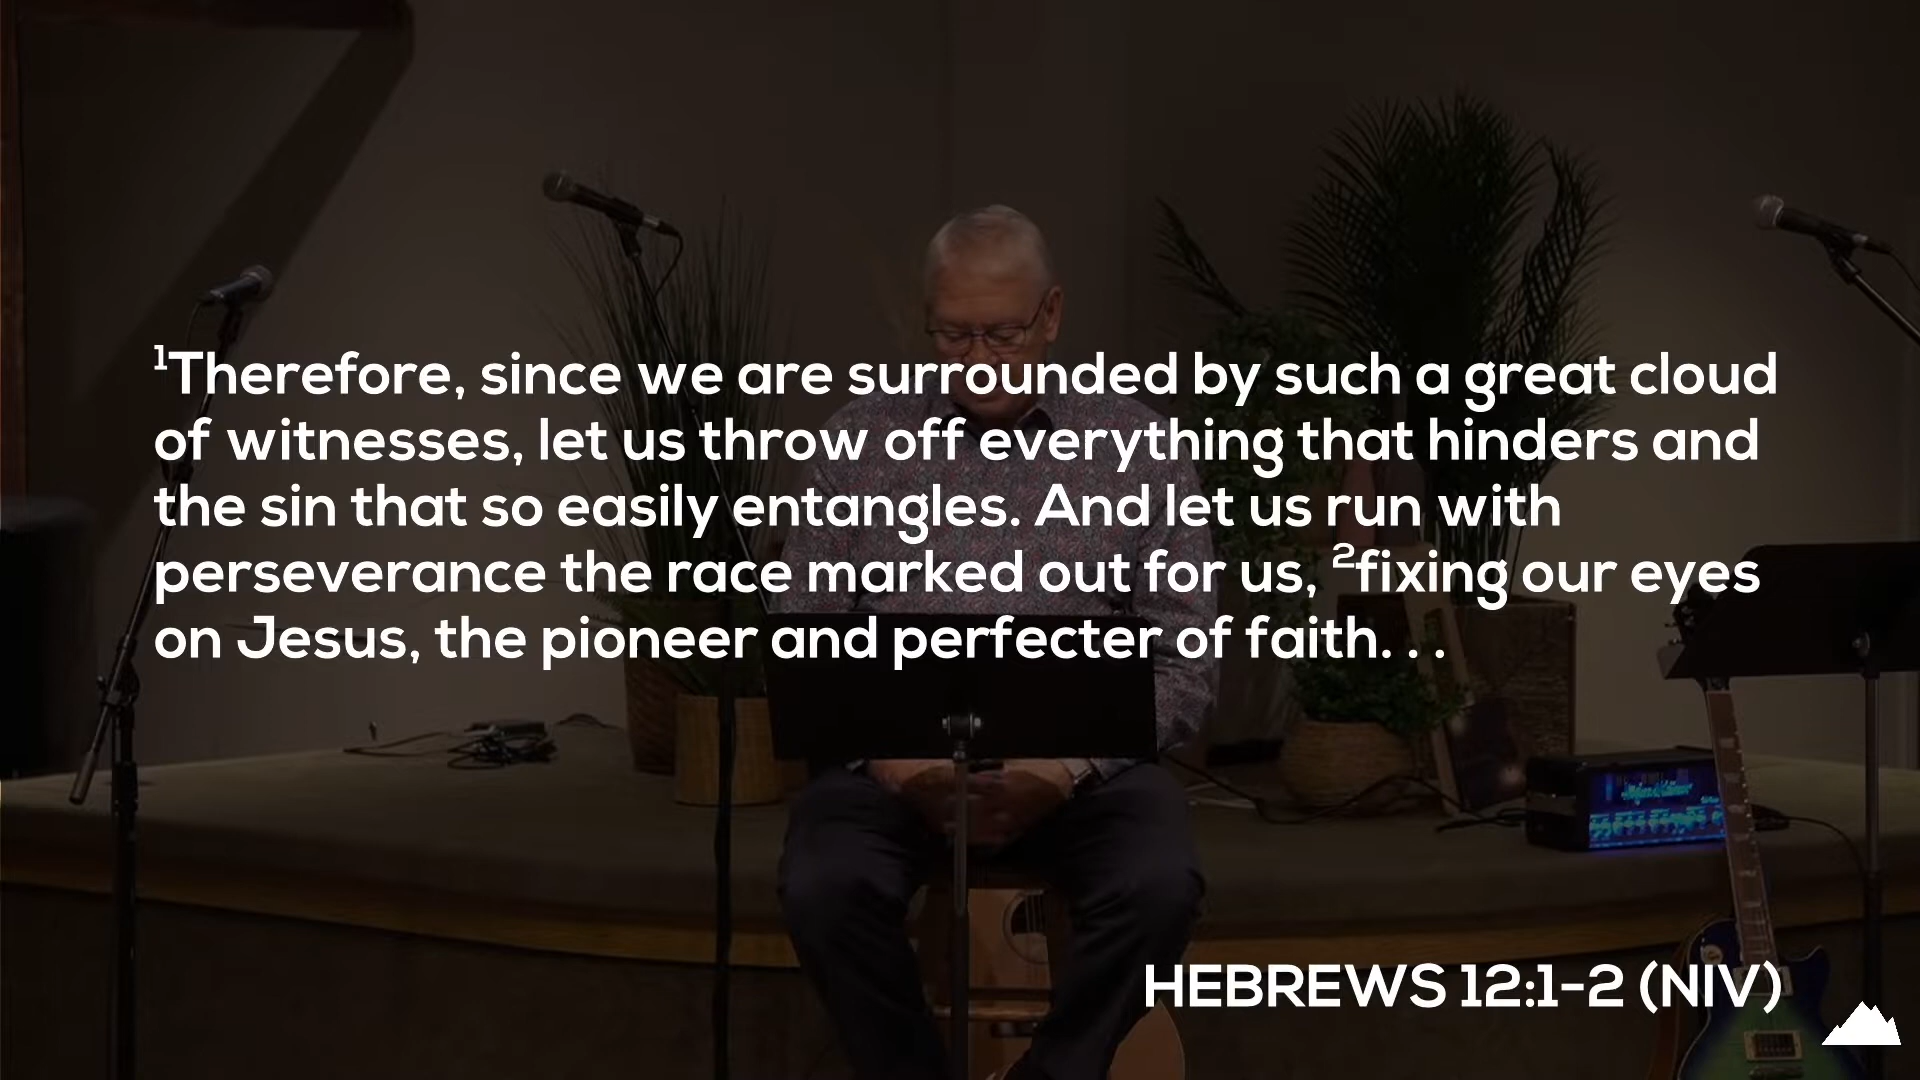 ¹Therefore, since we are surrounded by such a great cloud
of witnesses, let us throw off everything that hinders and
the sin that so easily entangles. And let us run with
perseverance the race marked out for us, ²fixing our eyes
on Jesus, the pioneer and perfecter of faith. . .
HEBREWS 12:1-2 (NIV)